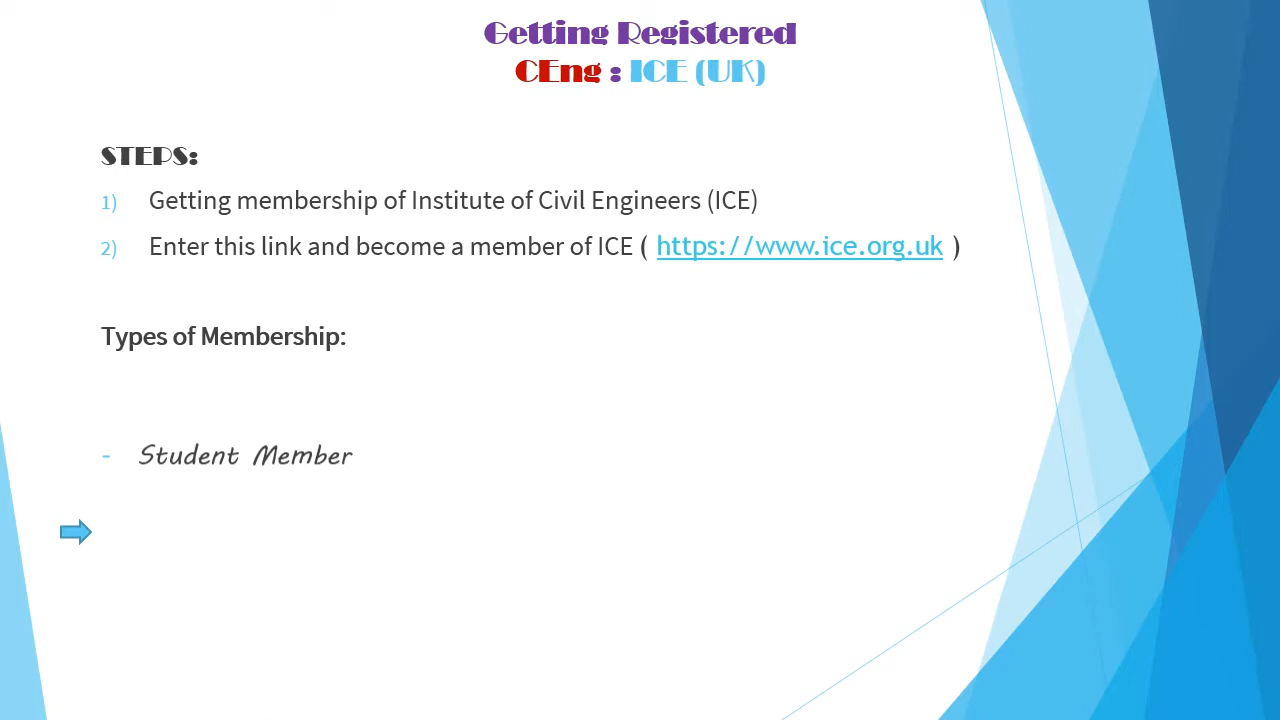 Getting Registered
CEng : ICE (UK)
STEPS:
1) Getting membership of Institute of Civil Engineers (ICE)
2) Enter this link and become a member of ICE ( https://www.ice.org.uk )
Types of Membership:
- Student Member